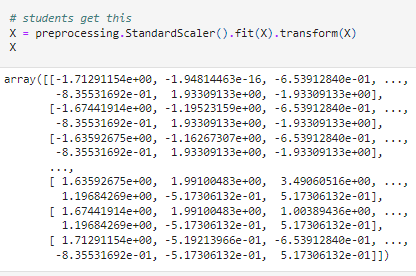 # students get this
X = preprocessing.StandardScaler().fit(X).transform(X)
X
array([[-1.71291154e+00, -1.94814463e-16, -6.53912840e-01, ...,
-8.35531692e-01, 1.93309133e+00, -1.93309133e+00],
[-1.67441914e+00, -1.19523159e+00, -6.53912840e-01, ...,
-8.35531692e-01, 1.93309133e+00, -1.93309133e+00],
[-1.63592675e+00, -1.16267307e+00, -6.53912840e-01, ...,
-8.35531692e-01, 1.93309133e+00, -1.93309133e+00],
...,
[ 1.63592675e+00, 1.99100483e+00, 3.49060516e+00, ...,
1.19684269e+00, -5.17306132e-01, 5.17306132e-01],
[ 1.67441914e+00, 1.99100483e+00, 1.00389436e+00, ...,
1.19684269e+00, -5.17306132e-01, 5.17306132e-01],
[ 1.71291154e+00, -5.19213966e-01, -6.53912840e-01, ...,
-8.35531692e-01, -5.17306132e-01, 5.17306132e-01]])